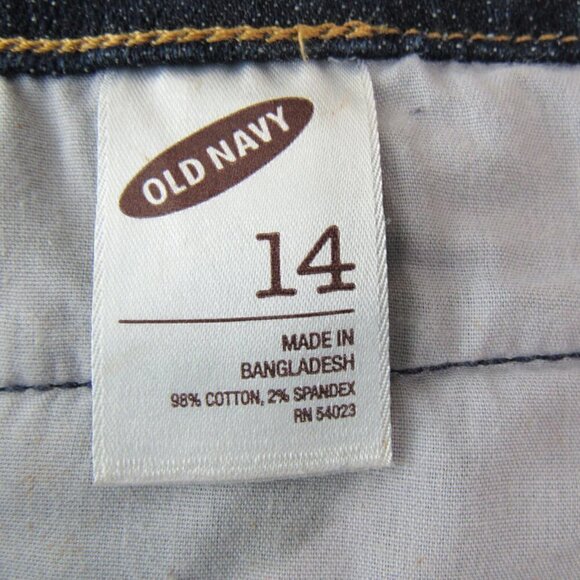 OLD NAVY
14
MADE IN
BANGLADESH
98% COTTON, 2% SPANDEX
RN 54023